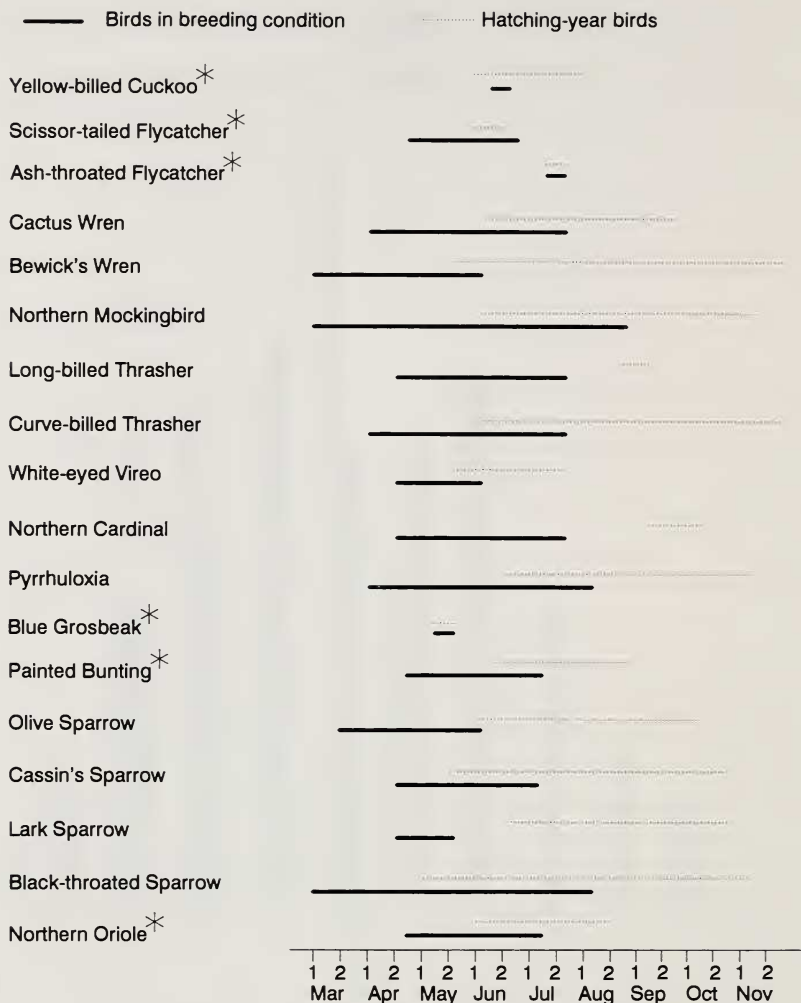 Birds in breeding condition Hatching-year birds
Yellow-billed Cuckoo*
Scissor-tailed Flycatcher*
Ash-throated Flycatcher*
Cactus Wren
Bewick's Wren
Northern Mockingbird
Long-billed Thrasher
Curve-billed Thrasher
White-eyed Vireo
Northern Cardinal
Pyrrhuloxia
Blue Grosbeak*
Painted Bunting*
Olive Sparrow
Cassin's Sparrow
Lark Sparrow
Black-throated Sparrow
Northern Oriole*
1 2 1 2 1 2 1 2 1 2 1 2 1 2 1 2 1 2
Mar Apr May Jun Jul Aug Sep Oct Nov